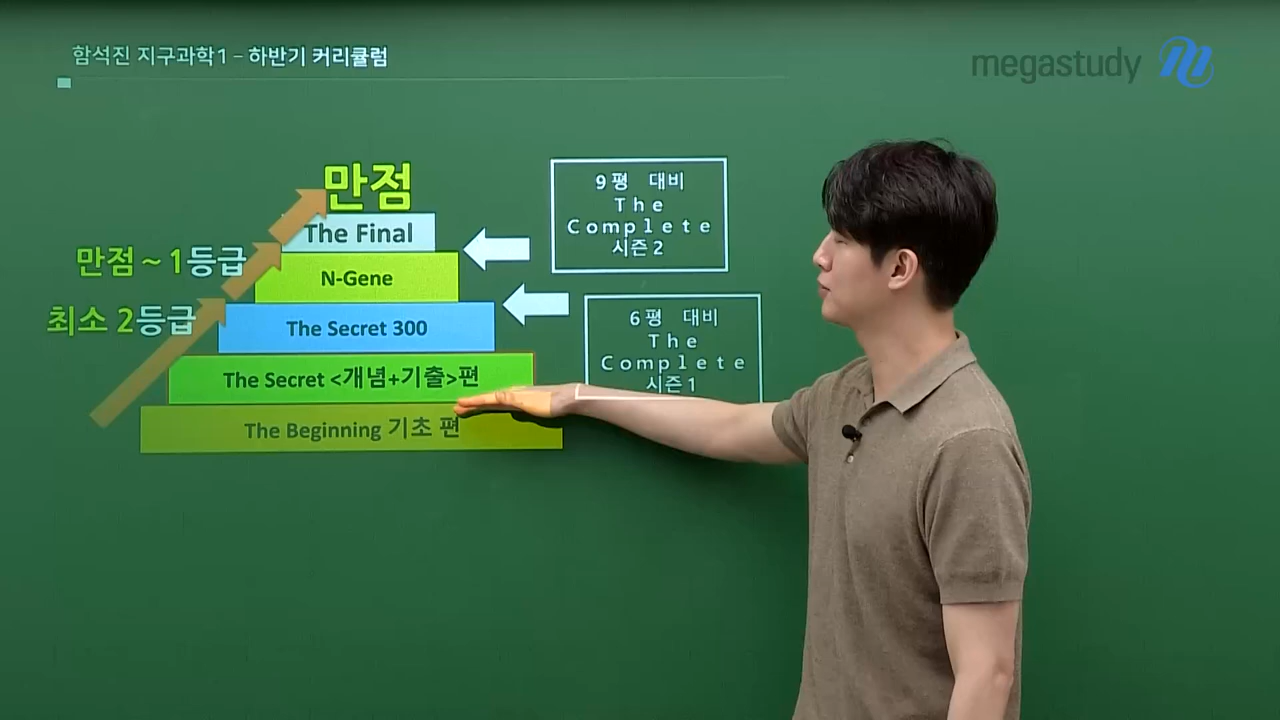 함석진 지구과학1 - 하반기 커리큘럼
megastudy
만점
The Final
만점 ~ 1등급
N-Gene
최소 2등급
The Secret 300
The Secret <개념+기출>편
The Beginning 기초 편
9평 대비
The
Complete
시즌2
6평 대비
The
Complete
시즌1